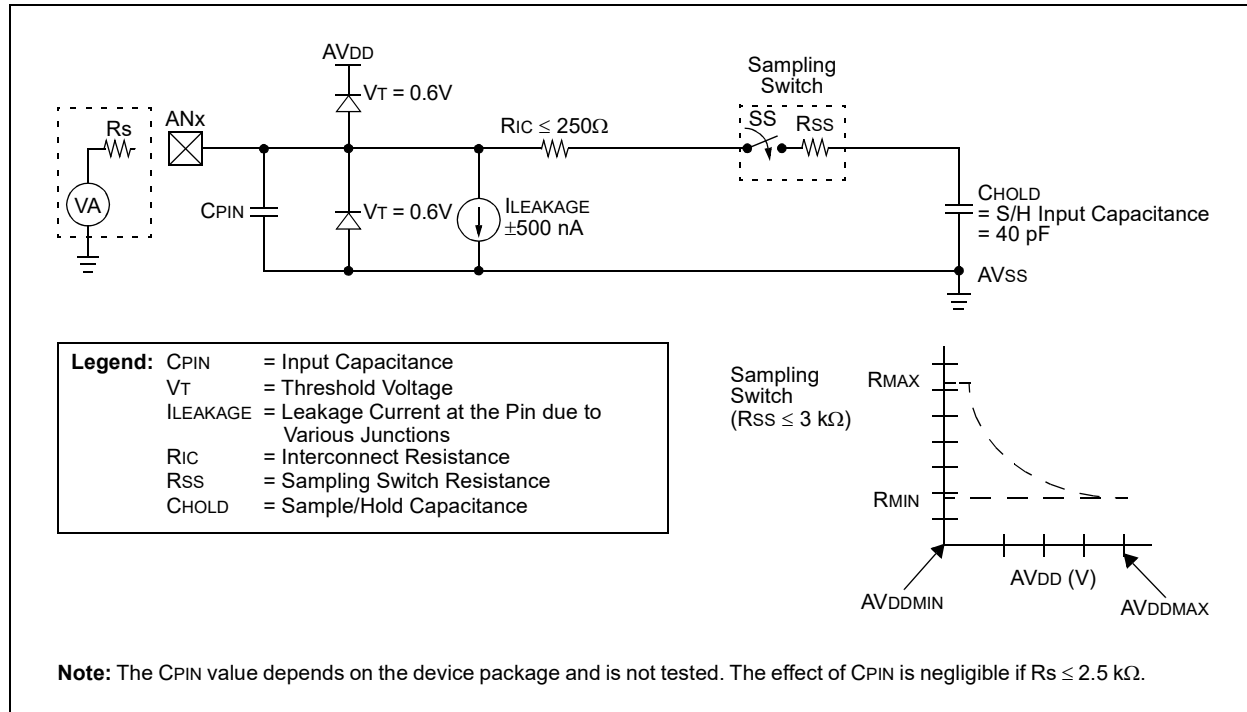 AVDD
VT = 0.6V
Sampling
Switch
Rs
ANx
RIC ≤ 250Ω
SS
RSS
VA
CPIN
VT = 0.6V
ILEAKAGE
±500 nA
CHOLD
= S/H Input Capacitance
= 40 pF
AVSS
Legend: CPIN = Input Capacitance
VT = Threshold Voltage
ILEAKAGE = Leakage Current at the Pin due to
Various Junctions
RIC = Interconnect Resistance
RSS = Sampling Switch Resistance
CHOLD = Sample/Hold Capacitance
Sampling
Switch
(RSS ≤ 3 kΩ)
RMAX
RMIN
AVDDMIN
AVDD (V)
AVDDMAX
Note: The CPIN value depends on the device package and is not tested. The effect of CPIN is negligible if Rs ≤ 2.5 kΩ.